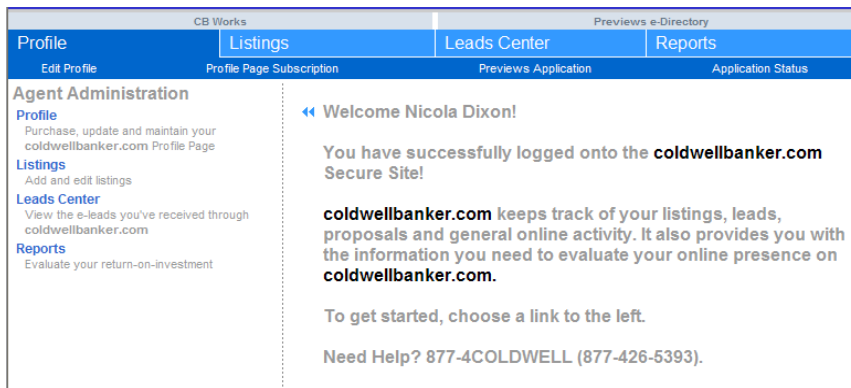 CB Works Previews e-Directory
Profile Listings Leads Center Reports
Edit Profile Profile Page Subscription Previews Application Application Status
Agent Administration
Profile
Purchase, update and maintain your
coldwellbanker.com Profile Page
Listings
Add and edit listings
Leads Center
View the e-leads you've received through
coldwellbanker.com
Reports
Evaluate your return-on-investment
Welcome Nicola Dixon!
You have successfully logged onto the coldwellbanker.com
Secure Site!
coldwellbanker.com keeps track of your listings, leads,
proposals and general online activity. It also provides you with
the information you need to evaluate your online presence on
coldwellbanker.com.
To get started, choose a link to the left.
Need Help? 877-4COLDWELL (877-426-5393).